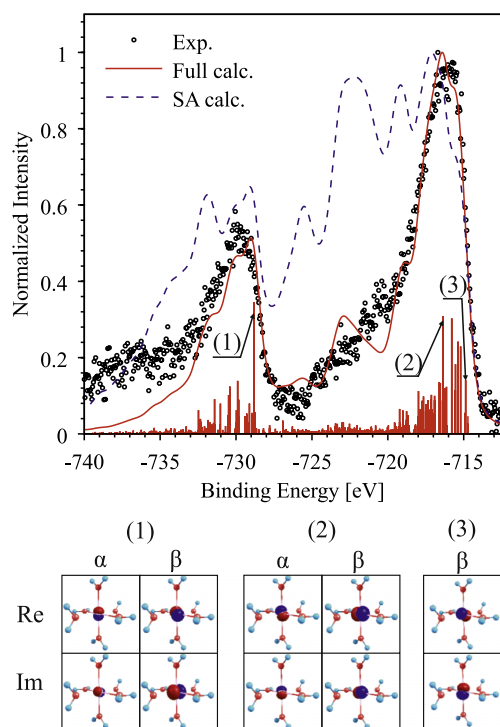 Exp.
Full calc.
SA calc.
Normalized Intensity
1
0.8
0.6
0.4
0.2
0
(1)
(2)
(3)
-740
-735
-730
-725
-720
-715
Binding Energy [eV]
(1) (2) (3)
α β α β β
Re
Im